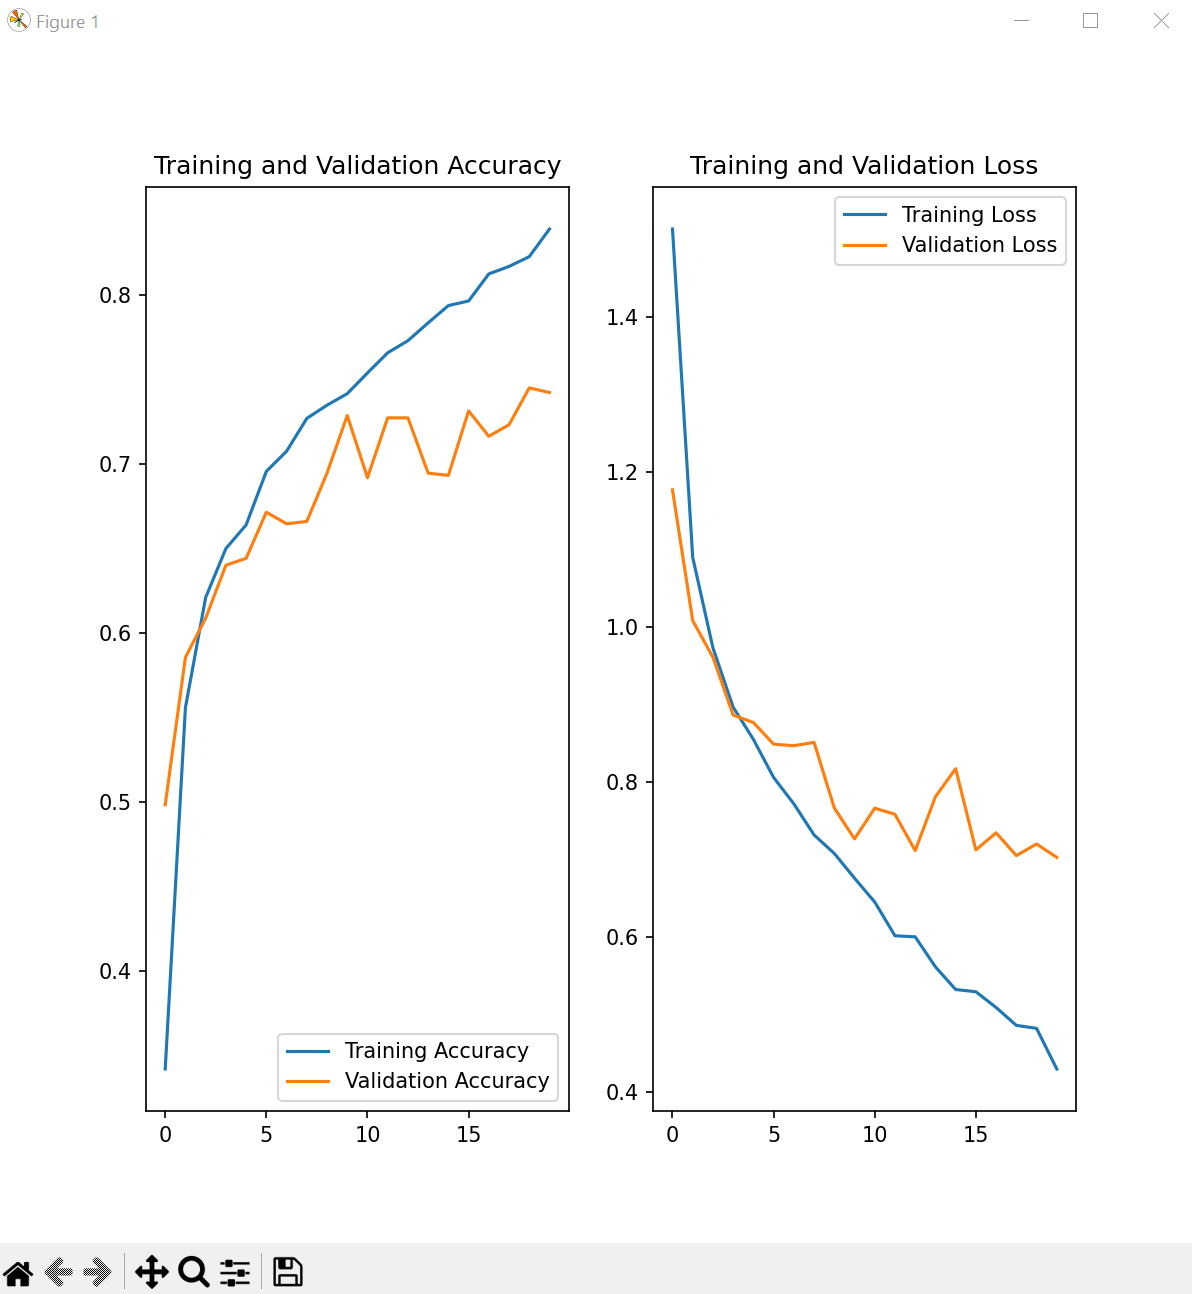 Figure 1
Training and Validation Accuracy
0.8
0.7
0.6
0.5
0.4
Training Accuracy
Validation Accuracy
0 5 10 15
Training and Validation Loss
Training Loss
Validation Loss
1.4
1.2
1.0
0.8
0.6
0.4
0 5 10 15